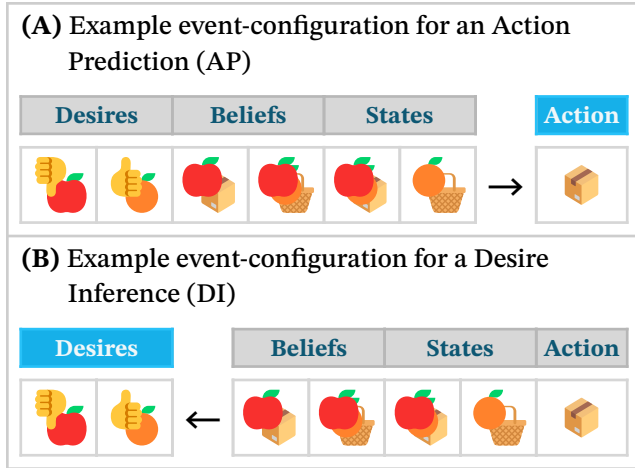 (A) Example event-configuration for an Action
Prediction (AP)
Desires Beliefs States Action
(B) Example event-configuration for a Desire
Inference (DI)
Desires Beliefs States Action